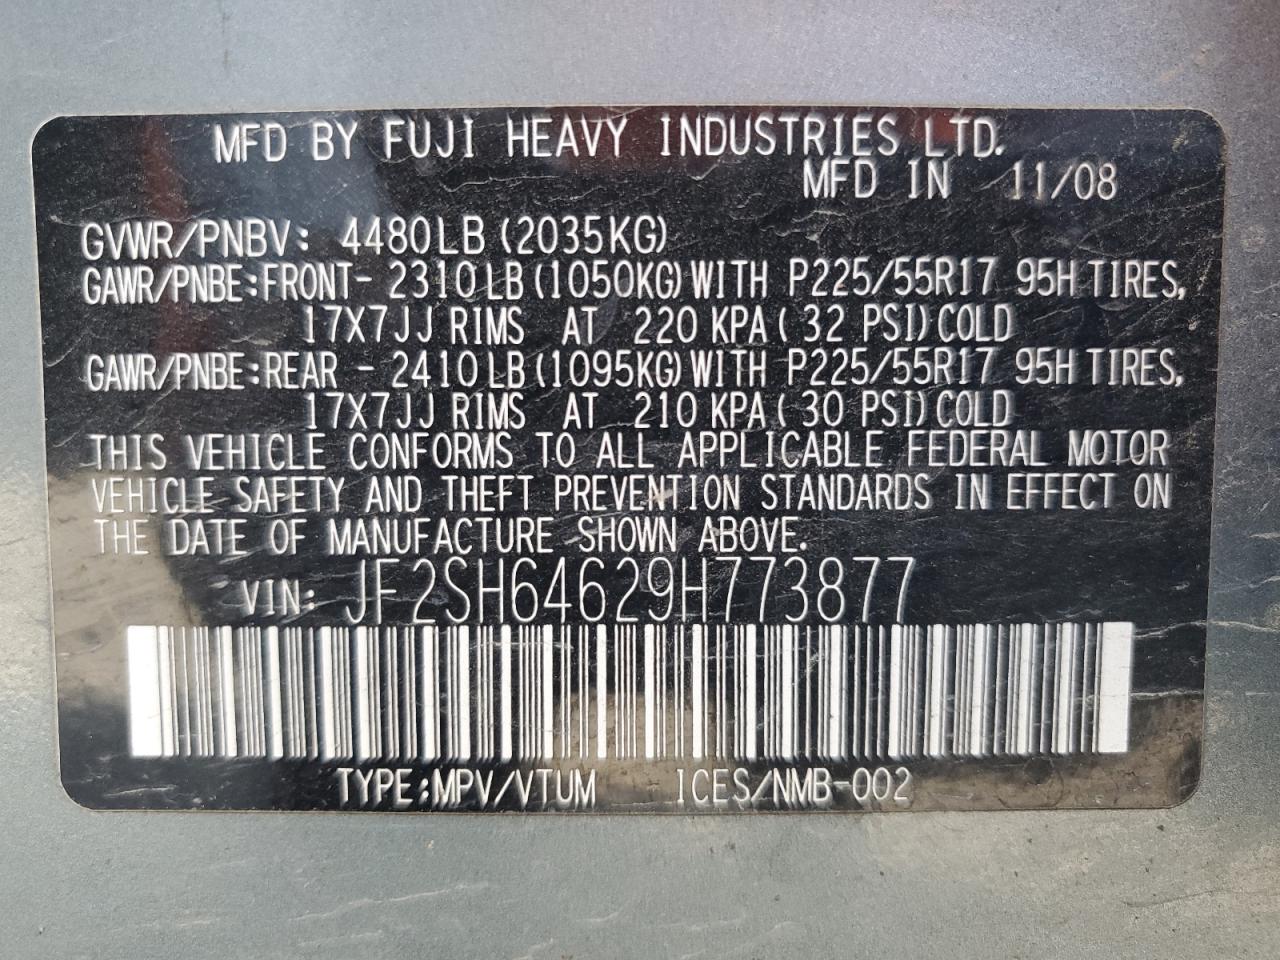 MFD BY FUJI HEAVY INDUSTRIES LTD.
MFD IN 11/08
GVWR/PNBV: 4480LB (2035KG)
GAWR/PNBE:FRONT- 2310LB (1050KG) WITH P225/55R17 95H TIRES,
17X7JJ RIMS AT 220 KPA( 32 PSI) COLD
GAWR/PNBE:REAR - 2410LB (1095KG) WITH P225/55R17 95H TIRES,
17X7JJ RIMS AT 210 KPA( 30 PSI) COLD
THIS VEHICLE CONFORMS TO ALL APPLICABLE FEDERAL MOTOR
VEHICLE SAFETY AND THEFT PREVENTION STANDARDS IN EFFECT ON
THE DATE OF MANUFACTURE SHOWN ABOVE.
VIN: JF2SH64629H773877
TYPE:MPV/VTUM ICES/NMB-002